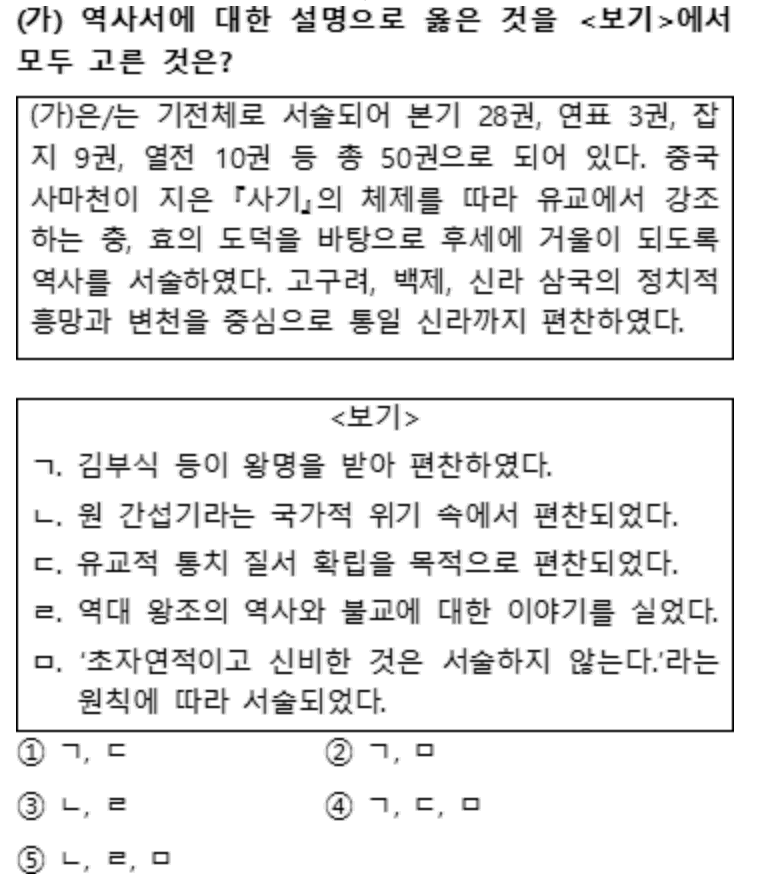 (가) 역사서에 대한 설명으로 옳은 것을 <보기>에서
모두 고른 것은?
(가)은/는 기전체로 서술되어 본기 28권, 연표 3권, 잡
지 9권, 열전 10권 등 총 50권으로 되어 있다. 중국
사마천이 지은 『사기』의 체제를 따라 유교에서 강조
하는 충, 효의 도덕을 바탕으로 후세에 거울이 되도록
역사를 서술하였다. 고구려, 백제, 신라 삼국의 정치적
흥망과 변천을 중심으로 통일 신라까지 편찬하였다.
<보기>
ㄱ. 김부식 등이 왕명을 받아 편찬하였다.
ㄴ. 원 간섭기라는 국가적 위기 속에서 편찬되었다.
ㄷ. 유교적 통치 질서 확립을 목적으로 편찬되었다.
ㄹ. 역대 왕조의 역사와 불교에 대한 이야기를 실었다.
ㅁ. ‘초자연적이고 신비한 것은 서술하지 않는다.’라는
원칙에 따라 서술되었다.
① ㄱ, ㄷ ② ㄱ, ㅁ
③ ㄴ, ㄹ ④ ㄱ, ㄷ, ㅁ
⑤ ㄴ, ㄹ, ㅁ